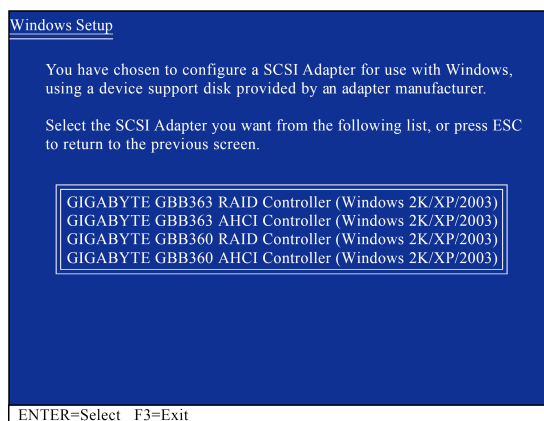 Windows Setup
You have chosen to configure a SCSI Adapter for use with Windows,
using a device support disk provided by an adapter manufacturer.
Select the SCSI Adapter you want from the following list, or press ESC
to return to the previous screen.
GIGABYTE GBB363 RAID Controller (Windows 2K/XP/2003)
GIGABYTE GBB363 AHCI Controller (Windows 2K/XP/2003)
GIGABYTE GBB360 RAID Controller (Windows 2K/XP/2003)
GIGABYTE GBB360 AHCI Controller (Windows 2K/XP/2003)
ENTER=Select F3=Exit